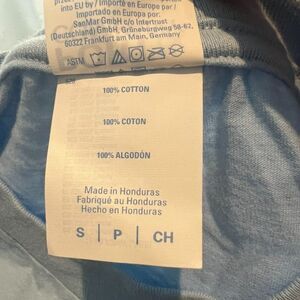 into EU by / Importé en Europe par /
Importado en Europa por:
SanMar GmbH c/o Intertrust
(Deutschland) GmbH, Grüneburgweg 58-62,
60322 Frankfurt am Main, Germany
ASTM
100% COTTON
100% COTON
100% ALGODÓN
Made in Honduras
Fabriqué au Honduras
Hecho en Honduras
S | P | CH